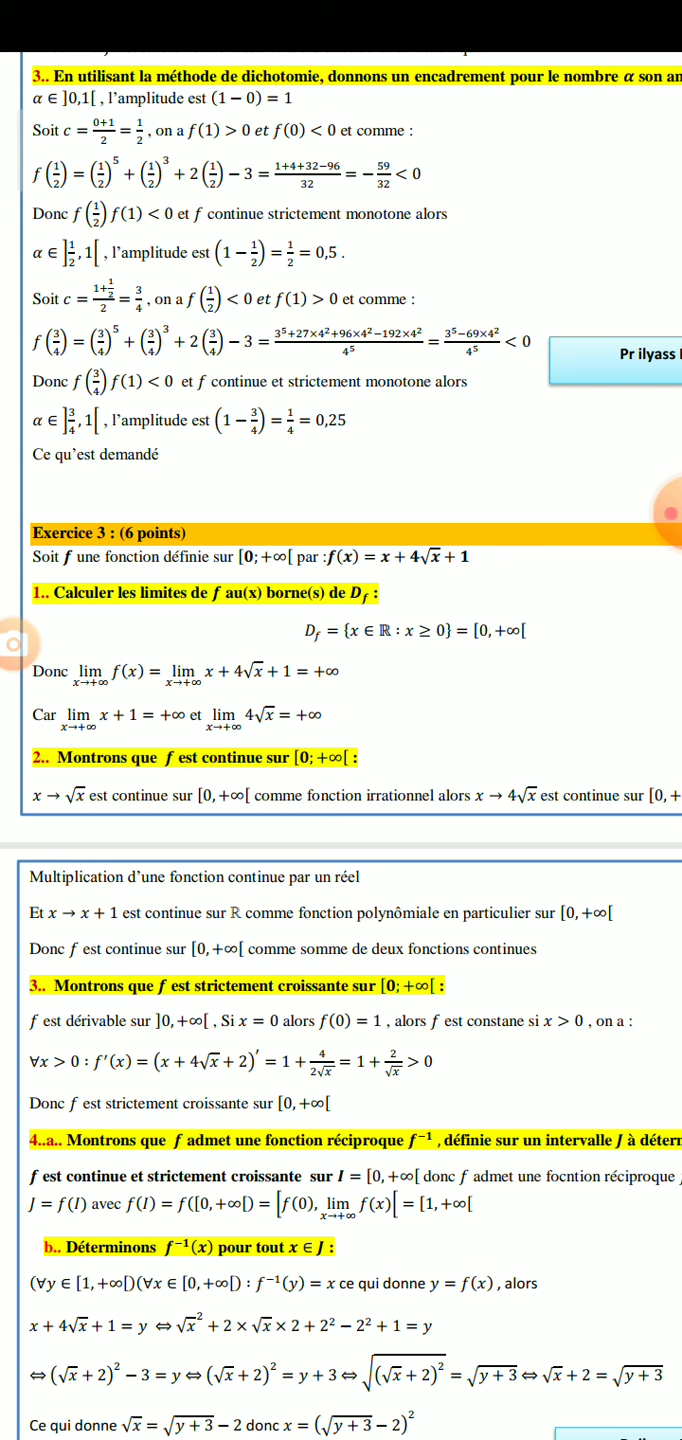 3.. En utilisant la méthode de dichotomie, donnons un encadrement pour le nombre α son
α ∈ ]0,1[ , l’amplitude est (1 − 0) = 1
Soit c = (0+1)/2 = 1/2 , on a f(1) > 0 et f(0) < 0 et comme :
f(1/2) = (1/2)^5 + (1/2)^3 + 2(1/2) − 3 = (1+4+32−96)/32 = −59/32 < 0
Donc f(1/2) f(1) < 0 et f continue strictement monotone alors
α ∈ ]1/2, 1[ , l’amplitude est (1 − 1/2) = 1/2 = 0,5 .
Soit c = (1+1/2)/2 = 3/4 , on a f(1/2) < 0 et f(1) > 0 et comme :
f(3/4) = (3/4)^5 + (3/4)^3 + 2(3/4) − 3 = (3^5+27×4^2+96×4^2−192×4^2)/4^5 = (3^5−69×4^2)/4^5 < 0
Pr ilyass
Donc f(3/4) f(1) < 0 et f continue et strictement monotone alors
α ∈ ]3/4, 1[ , l’amplitude est (1 − 3/4) = 1/4 = 0,25
Ce qu’est demandé
Exercice 3 : (6 points)
Soit f une fonction définie sur [0; +∞[ par :f(x) = x + 4√x + 1
1.. Calculer les limites de f au(x) borne(s) de D_f :
D_f = {x ∈ ℝ : x ≥ 0} = [0, +∞[
Donc lim x→+∞ f(x) = lim x→+∞ x + 4√x + 1 = +∞
Car lim x→+∞ x + 1 = +∞ et lim x→+∞ 4√x = +∞
2.. Montrons que f est continue sur [0; +∞[ :
x → √x est continue sur [0, +∞[ comme fonction irrationnel alors x → 4√x est continue sur [0, +
Multiplication d’une fonction continue par un réel
Et x → x + 1 est continue sur ℝ comme fonction polynômiale en particulier sur [0, +∞[
Donc f est continue sur [0, +∞[ comme somme de deux fonctions continues
3.. Montrons que f est strictement croissante sur [0; +∞[ :
f est dérivable sur ]0, +∞[ , Si x = 0 alors f(0) = 1 , alors f est constane si x > 0 , on a :
∀x > 0 : f′(x) = (x + 4√x + 2)′ = 1 + 4/(2√x) = 1 + 2/√x > 0
Donc f est strictement croissante sur [0, +∞[
4..a.. Montrons que f admet une fonction réciproque f⁻¹ , définie sur un intervalle J à
f est continue et strictement croissante sur I = [0, +∞[ donc f admet une focntion réciproque
J = f(I) avec f(I) = f([0, +∞[) = [f(0), lim x→+∞ f(x)[ = [1, +∞[
b.. Déterminons f⁻¹(x) pour tout x ∈ J :
(∀y ∈ [1, +∞[)(∀x ∈ [0, +∞[) : f⁻¹(y) = x ce qui donne y = f(x) , alors
x + 4√x + 1 = y ⇔ √x² + 2 × √x × 2 + 2² − 2² + 1 = y
⇔ (√x + 2)² − 3 = y ⇔ (√x + 2)² = y + 3 ⇔ √((√x + 2)²) = √(y + 3) ⇔ √x + 2 = √(y + 3)
Ce qui donne √x = √(y + 3) − 2 donc x = (√(y + 3) − 2)²